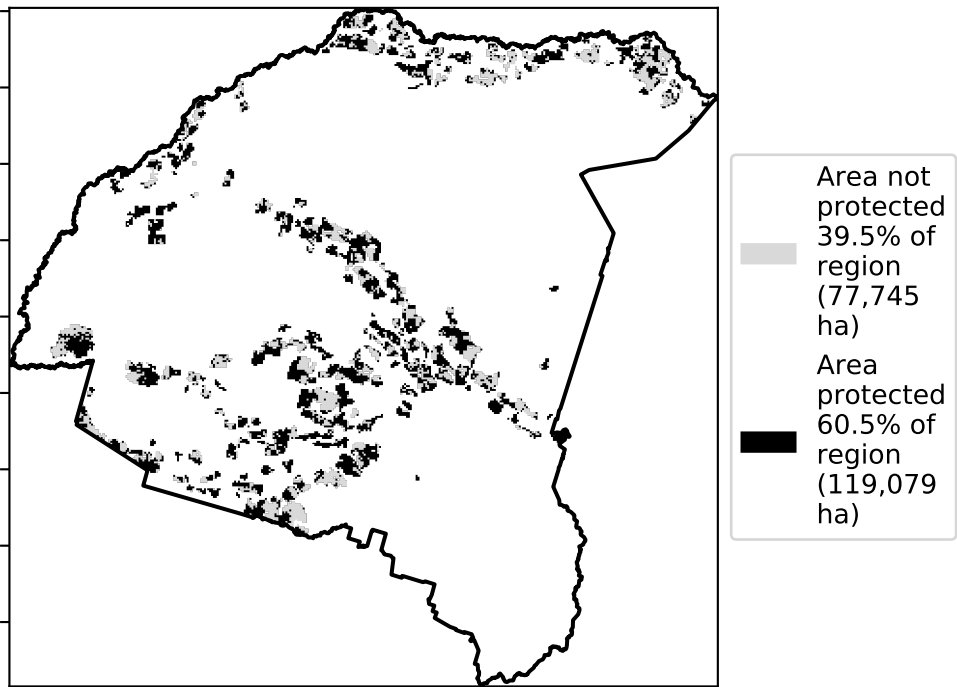 Area not
protected
39.5% of
region
(77,745
ha)
Area
protected
60.5% of
region
(119,079
ha)